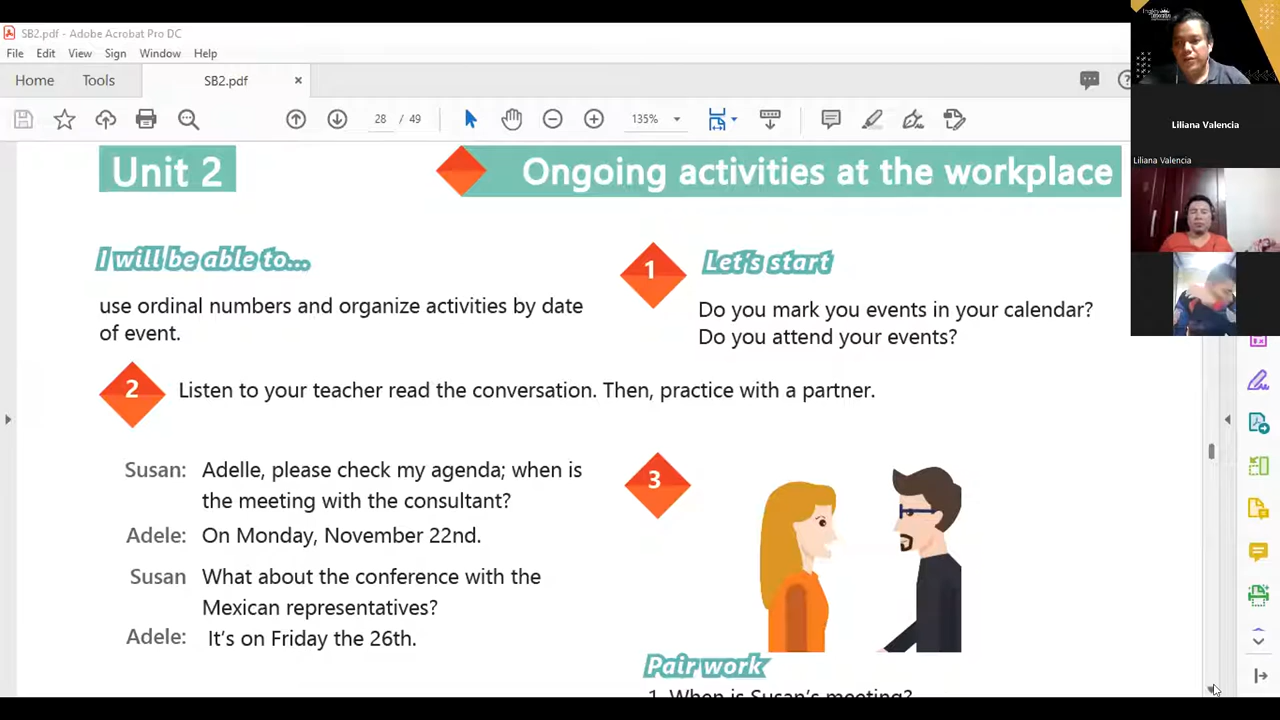 SB2.pdf - Adobe Acrobat Pro DC
File Edit View Sign Window Help
Home Tools SB2.pdf ×
28 / 49 135%
Liliana Valencia
Liliana Valencia
Unit 2
Ongoing activities at the workplace
I will be able to...
use ordinal numbers and organize activities by date
of event.
1 Let's start
Do you mark you events in your calendar?
Do you attend your events?
2 Listen to your teacher read the conversation. Then, practice with a partner.
Susan: Adelle, please check my agenda; when is
the meeting with the consultant?
Adele: On Monday, November 22nd.
Susan What about the conference with the
Mexican representatives?
Adele: It's on Friday the 26th.
3
Pair work
1. When is Susan's meeting?